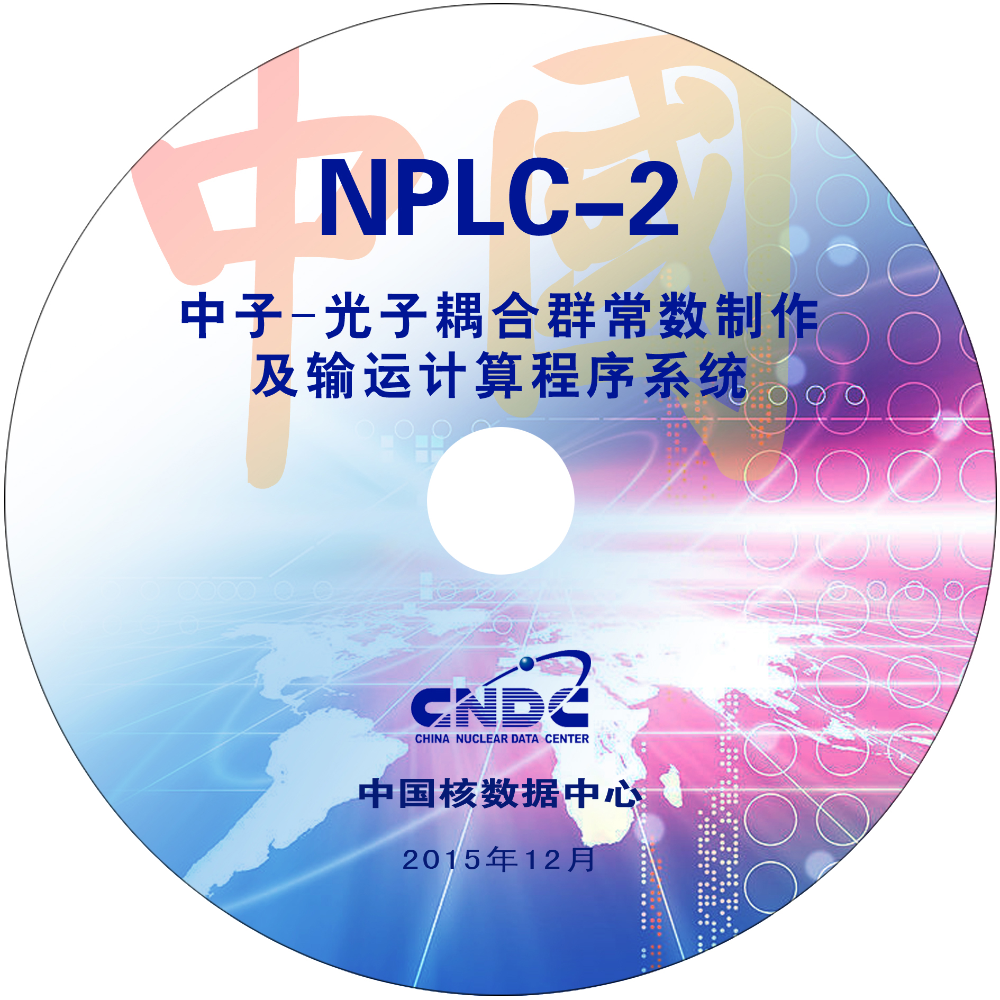 中國
NPLC-2
中子-光子耦合群常数制作
及输运计算程序系统
CNDC
CHINA NUCLEAR DATA CENTER
中国核数据中心
2015年12月